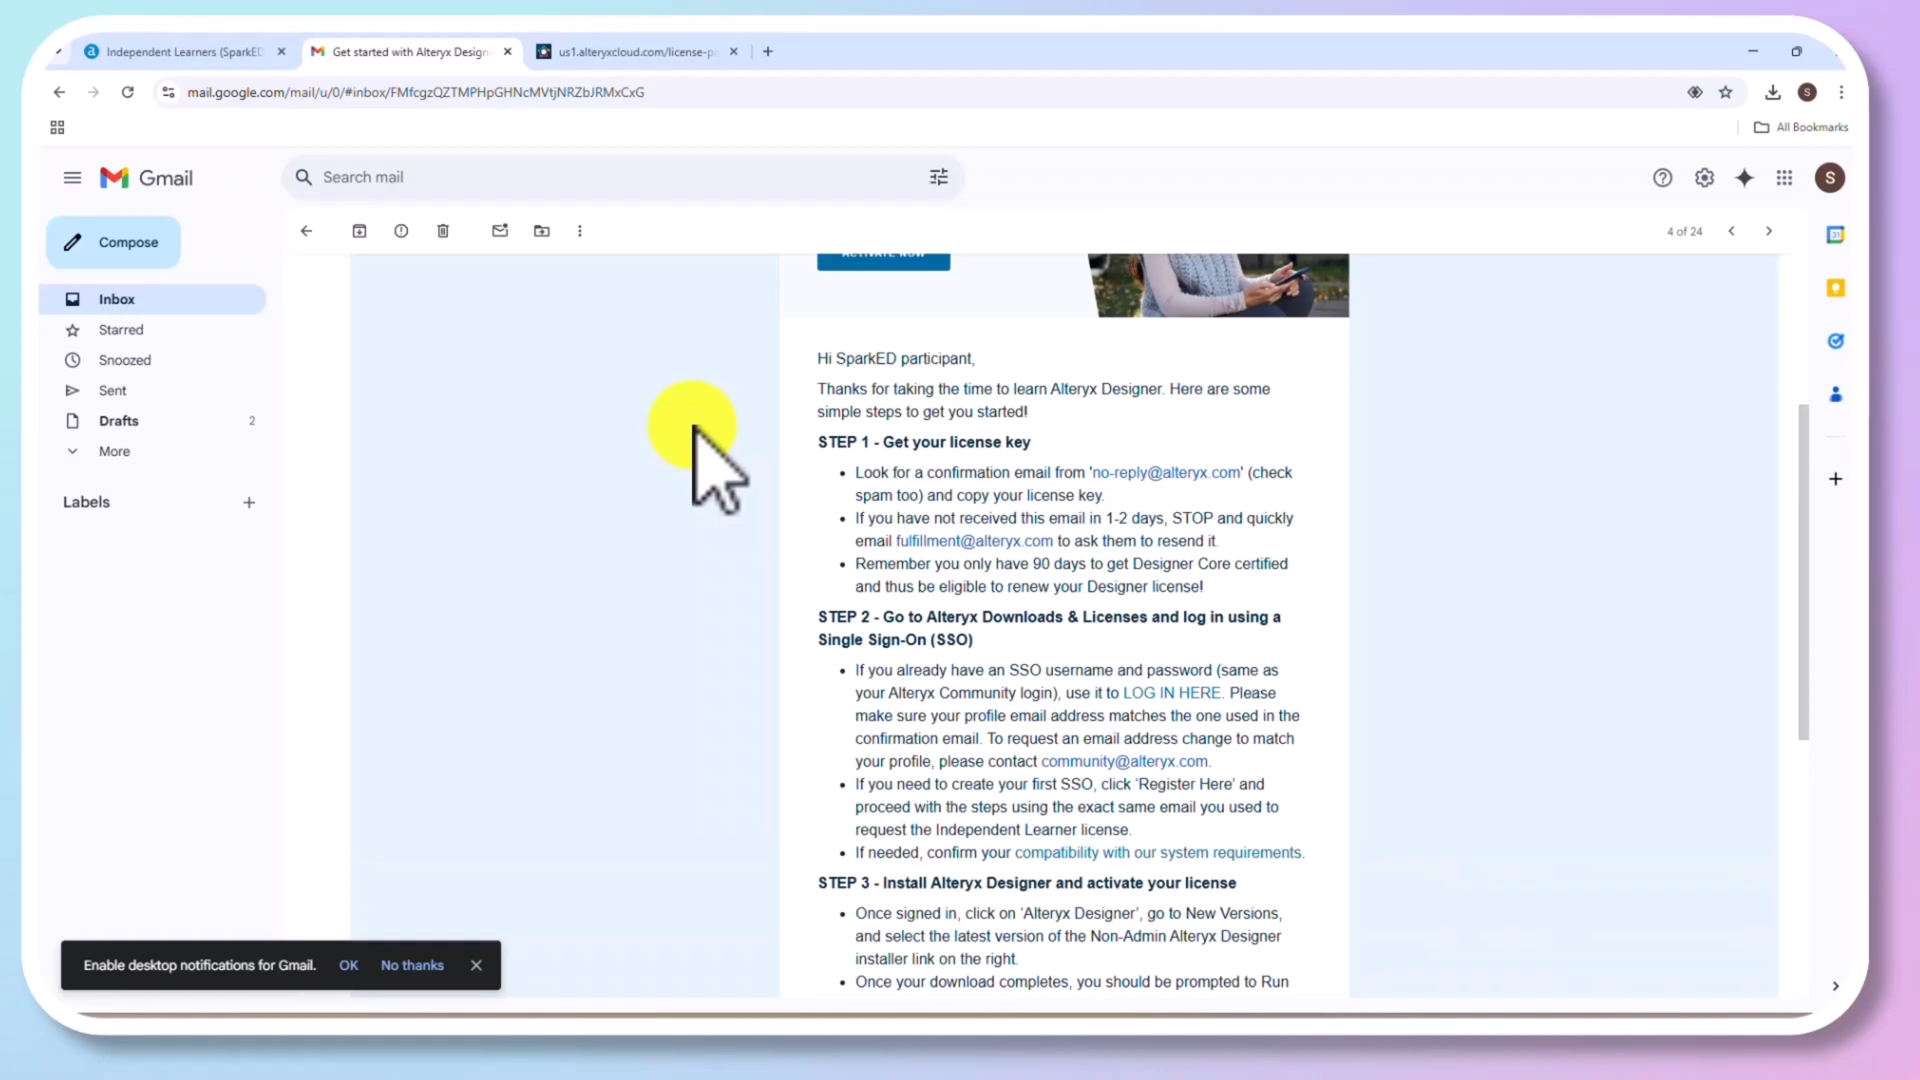 Independent Learners (SparkED
Get started with Alteryx Design
us1.alteryxcloud.com/license-p
mail.google.com/mail/u/0/#inbox/FMfcgzQZTMPHpGHNcMVtjNRZbJRMxCxG
S
All Bookmarks
Gmail
Search mail
S
Compose
4 of 24
31
Inbox
Starred
Snoozed
Sent
Drafts 2
More
Labels
ACTIVATE NOW
Hi SparkED participant,
Thanks for taking the time to learn Alteryx Designer. Here are some
simple steps to get you started!
STEP 1 - Get your license key
• Look for a confirmation email from 'no-reply@alteryx.com' (check
spam too) and copy your license key.
• If you have not received this email in 1-2 days, STOP and quickly
email fulfillment@alteryx.com to ask them to resend it.
• Remember you only have 90 days to get Designer Core certified
and thus be eligible to renew your Designer license!
STEP 2 - Go to Alteryx Downloads & Licenses and log in using a
Single Sign-On (SSO)
• If you already have an SSO username and password (same as
your Alteryx Community login), use it to LOG IN HERE. Please
make sure your profile email address matches the one used in the
confirmation email. To request an email address change to match
your profile, please contact community@alteryx.com.
• If you need to create your first SSO, click ‘Register Here’ and
proceed with the steps using the exact same email you used to
request the Independent Learner license.
• If needed, confirm your compatibility with our system requirements.
STEP 3 - Install Alteryx Designer and activate your license
• Once signed in, click on ‘Alteryx Designer’, go to New Versions,
and select the latest version of the Non-Admin Alteryx Designer
installer link on the right.
• Once your download completes, you should be prompted to Run
Enable desktop notifications for Gmail. OK No thanks